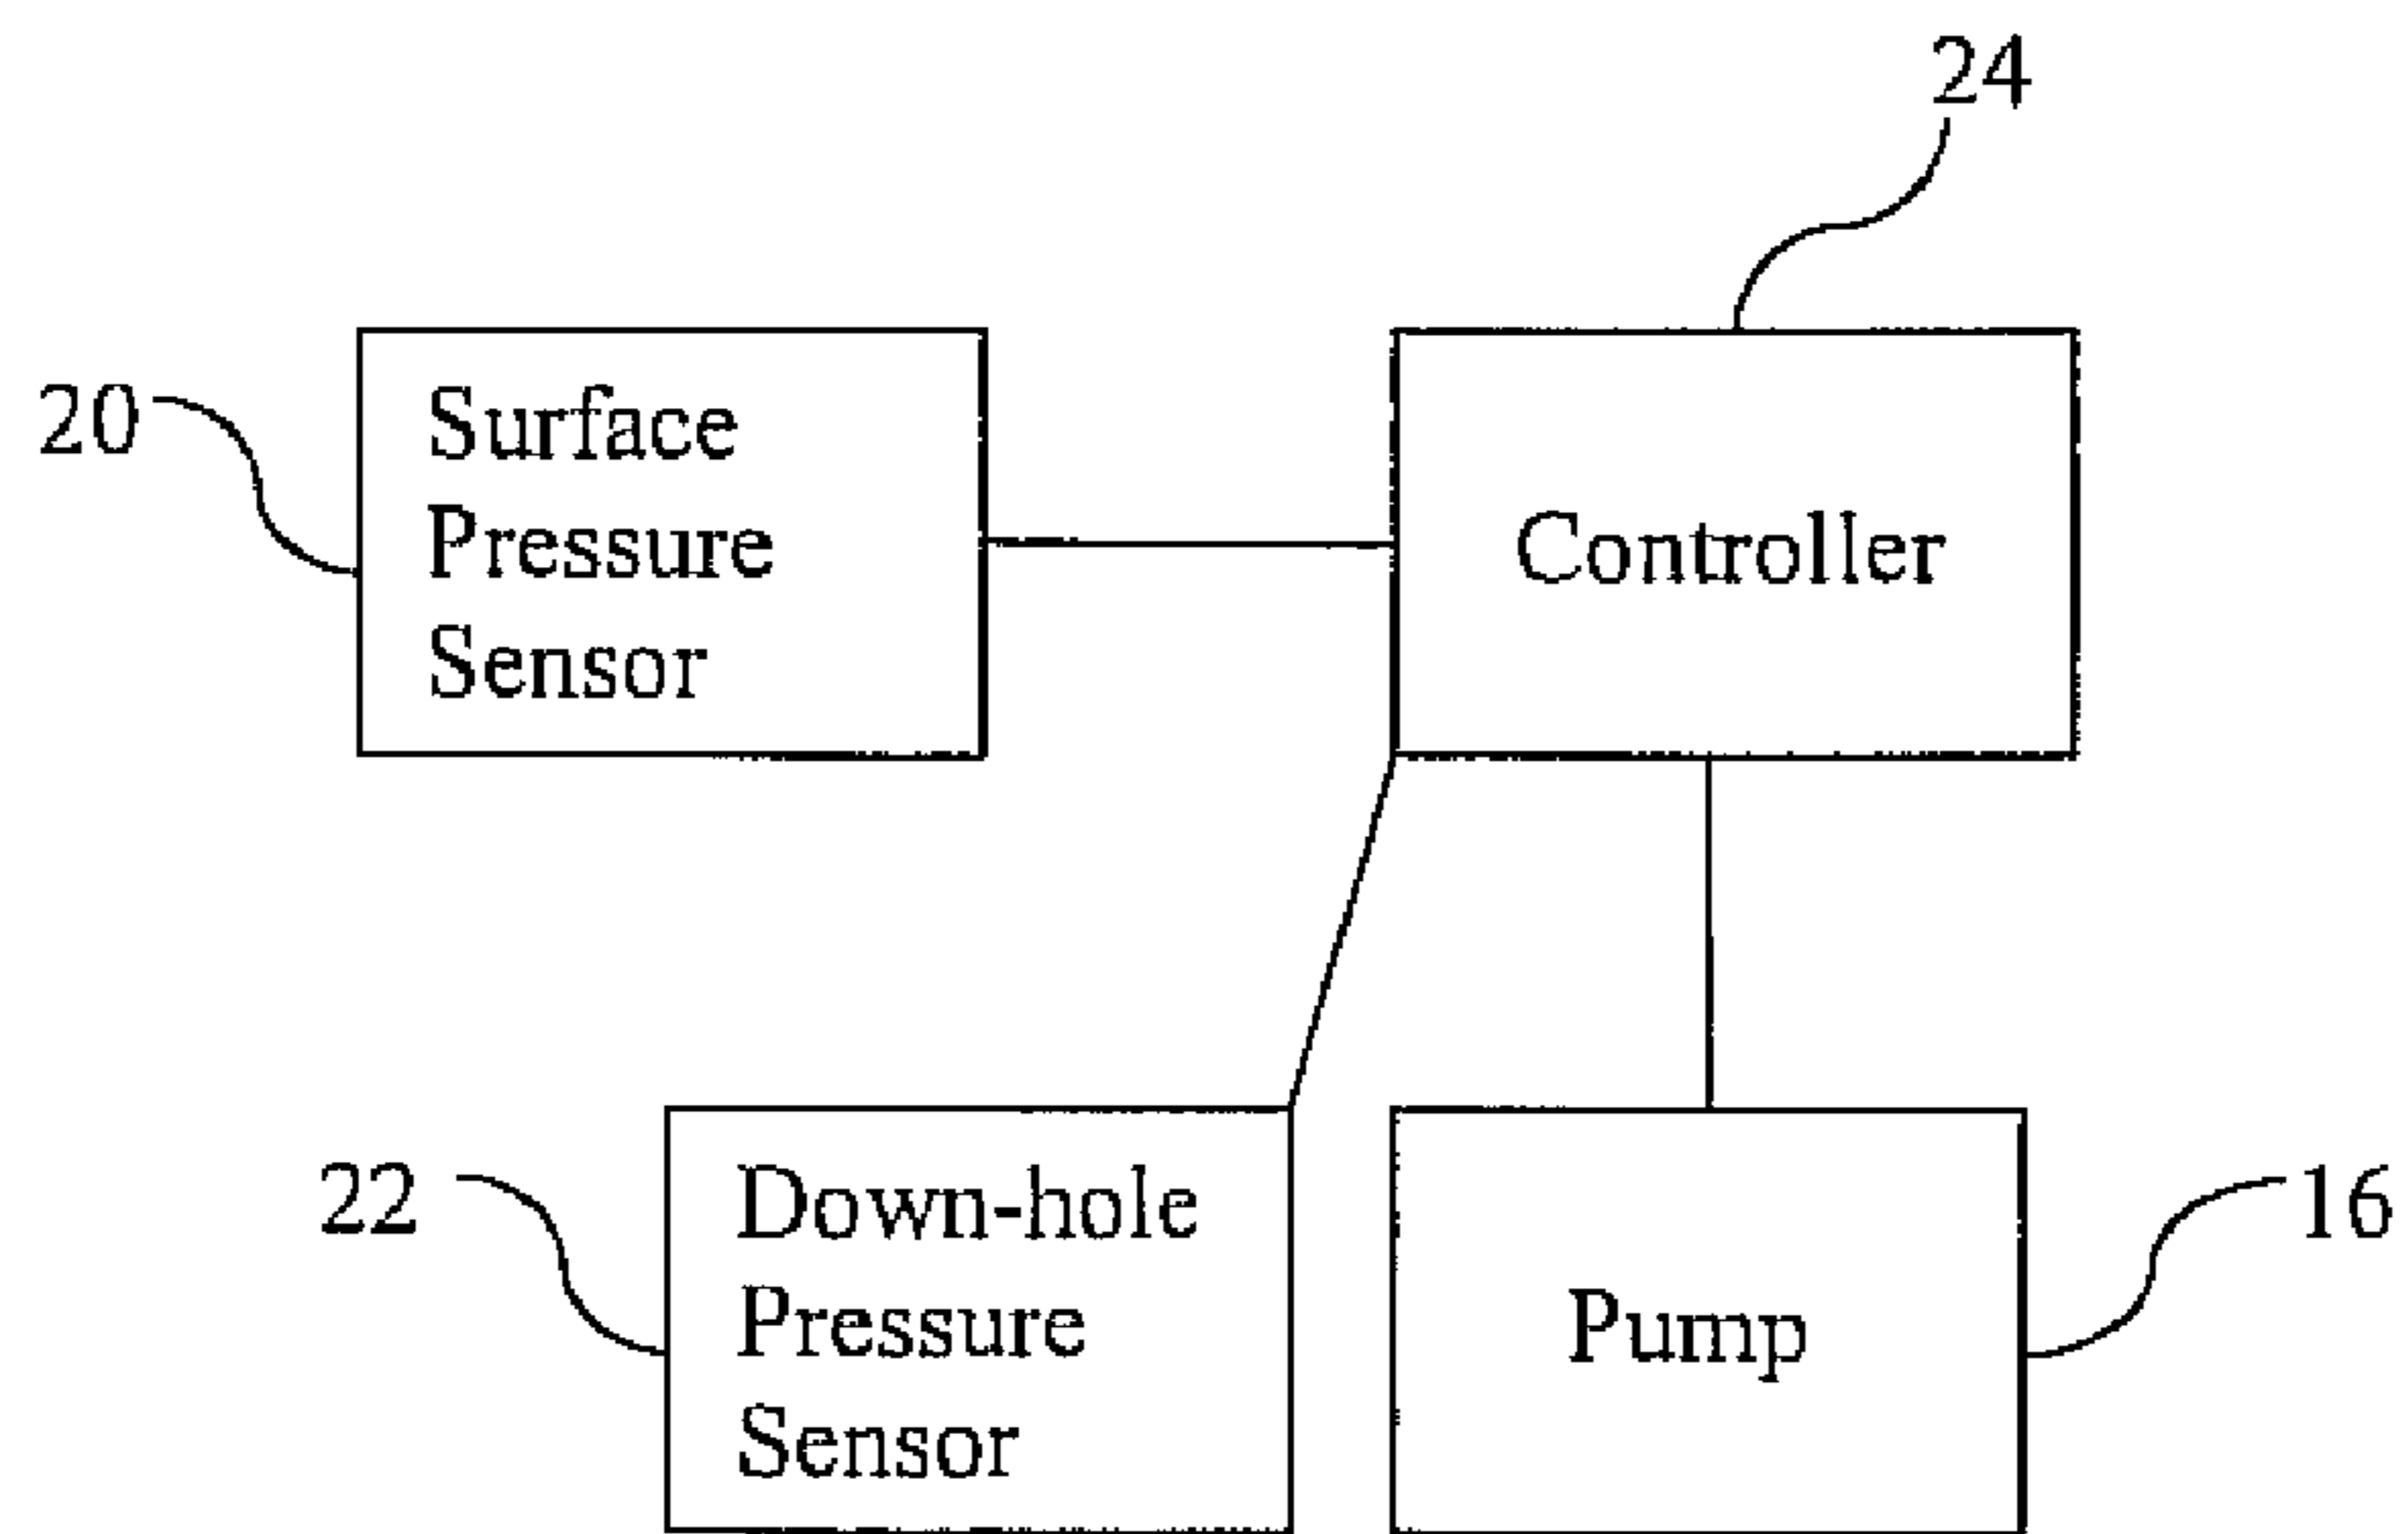 24
20
Surface
Pressure
Sensor
Controller
22
Down-hole
Pressure
Sensor
Pump
16